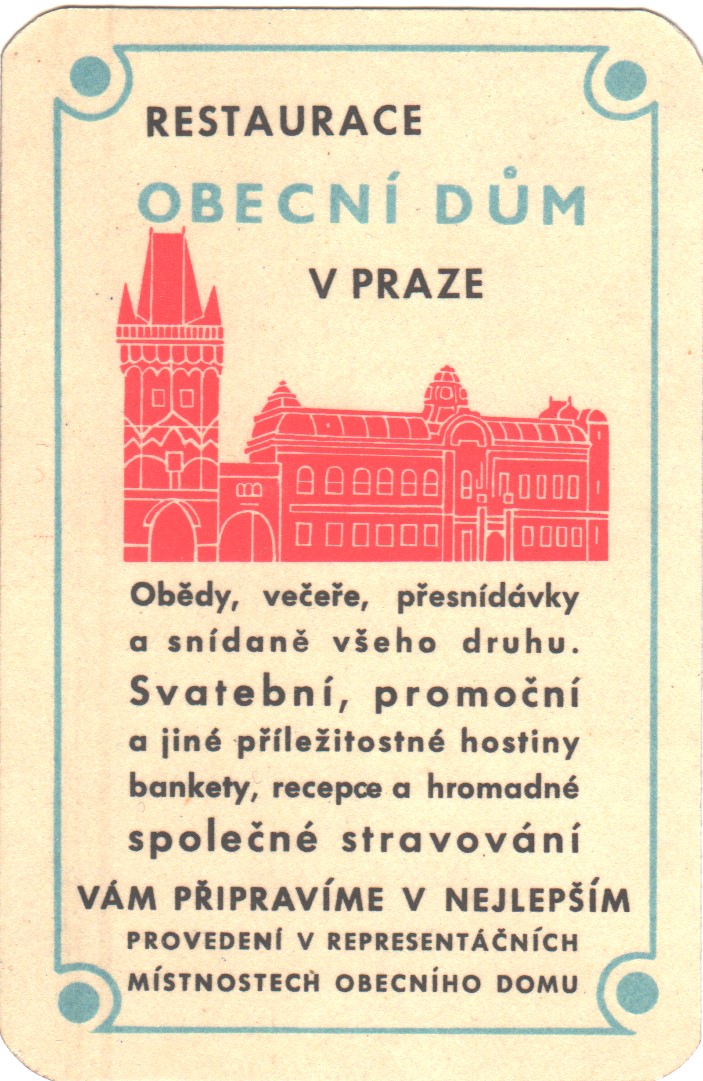 RESTAURACE
OBECNÍ DŮM
V PRAZE
Obědy, večeře, přesnídávky
a snídaně všeho druhu.
Svatební, promoční
a jiné příležitostné hostiny
bankety, recepce a hromadné
společné stravování
VÁM PŘIPRAVÍME V NEJLEPŠÍM
PROVEDENÍ V REPRESENTÁČNÍCH
MÍSTNOSTECH OBECNÍHO DOMU